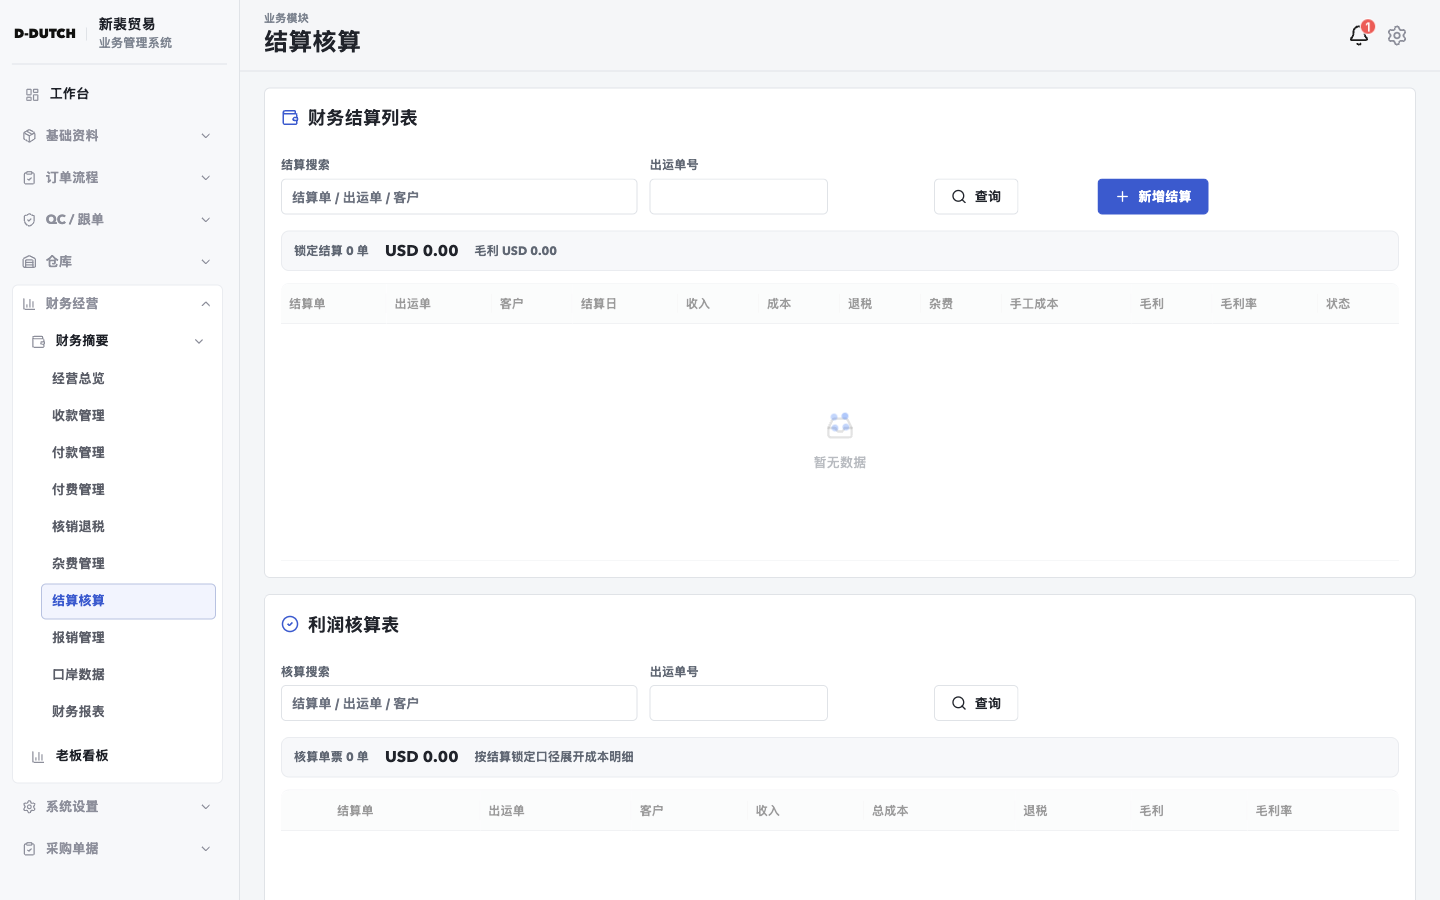 D-DUTCH
新裴贸易
业务管理系统
工作台
基础资料
订单流程
QC / 跟单
仓库
财务经营
财务摘要
经营总览
收款管理
付款管理
付费管理
核销退税
杂费管理
结算核算
报销管理
口岸数据
财务报表
老板看板
系统设置
采购单据
业务模块
结算核算
1
财务结算列表
结算搜索 出运单号
结算单 / 出运单 / 客户 查询 新增结算
锁定结算 0 单 USD 0.00 毛利 USD 0.00
结算单 出运单 客户 结算日 收入 成本 退税 杂费 手工成本 毛利 毛利率 状态
暂无数据
利润核算表
核算搜索 出运单号
结算单 / 出运单 / 客户 查询
核算单票 0 单 USD 0.00 按结算锁定口径展开成本明细
结算单 出运单 客户 收入 总成本 退税 毛利 毛利率